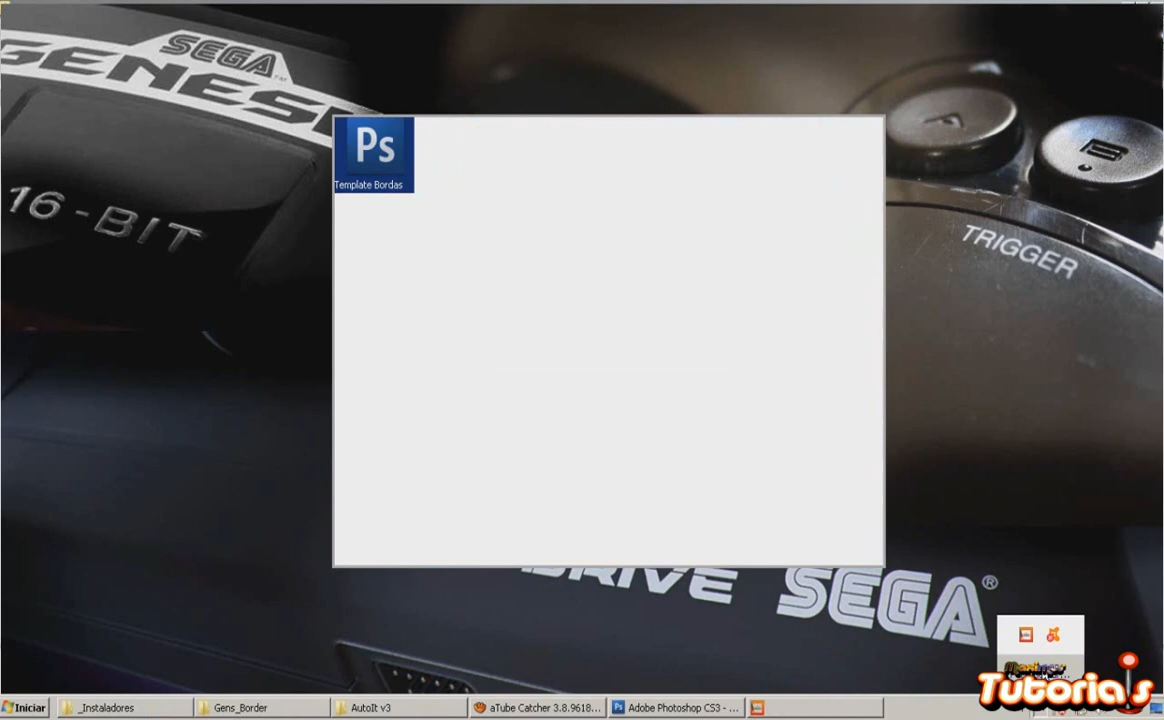 SEGA
GENESI
16-BIT
Ps
Template Bordas
A
B
TRIGGER
DRIVE SEGA®
Tutoriais
Iniciar
_Instaladores
Gens_Border
AutoIt v3
aTube Catcher 3.8.9618...
Adobe Photoshop CS3 - ...